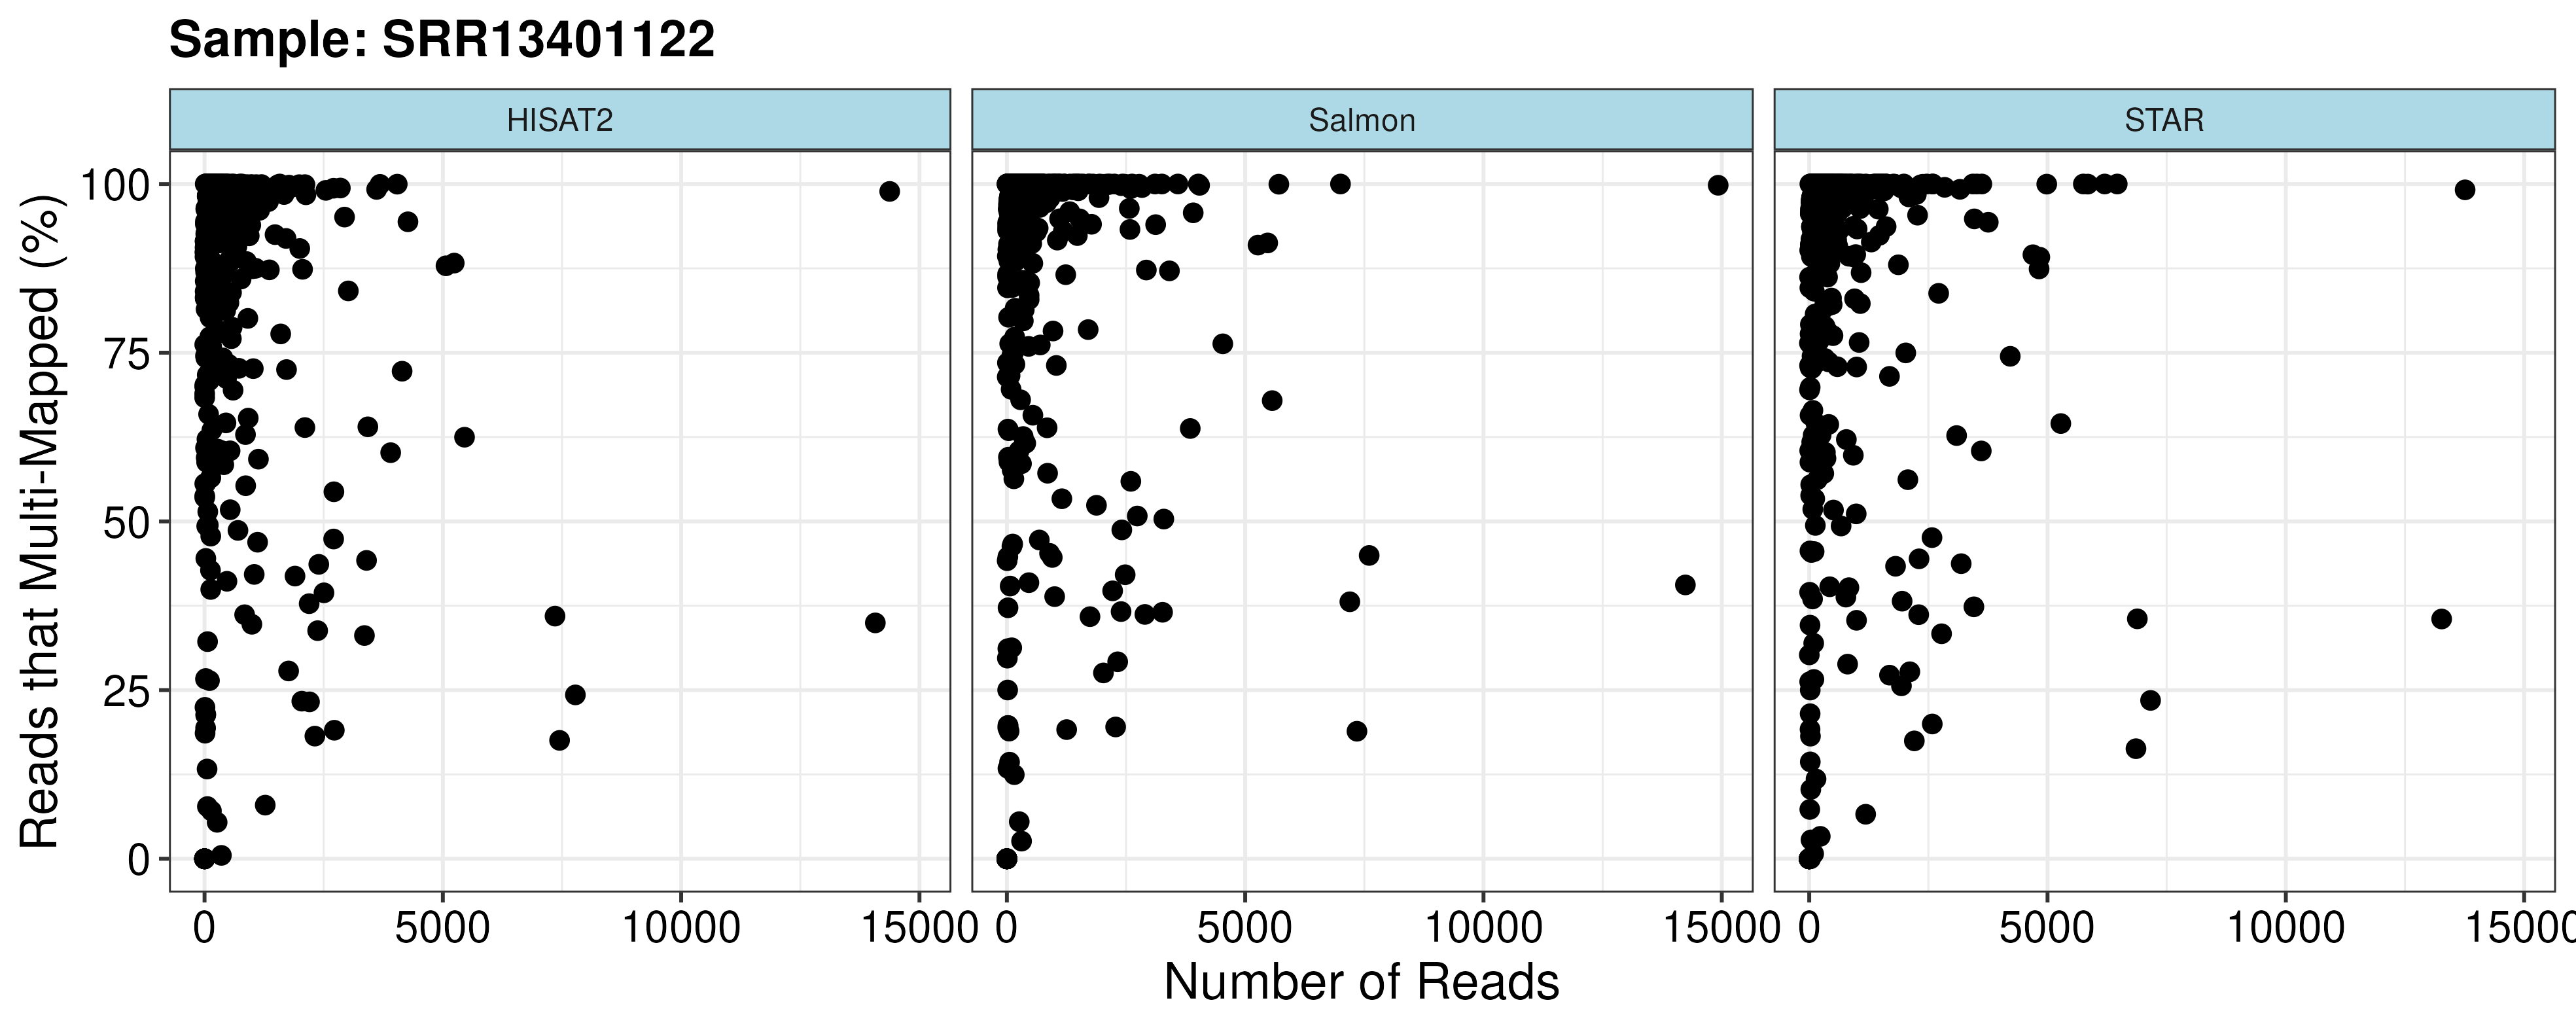 Sample: SRR13401122
HISAT2 Salmon STAR
Reads that Multi-Mapped (%)
100
75
50
25
0
0 5000 10000 15000 0 5000 10000 15000 0 5000 10000 15000
Number of Reads